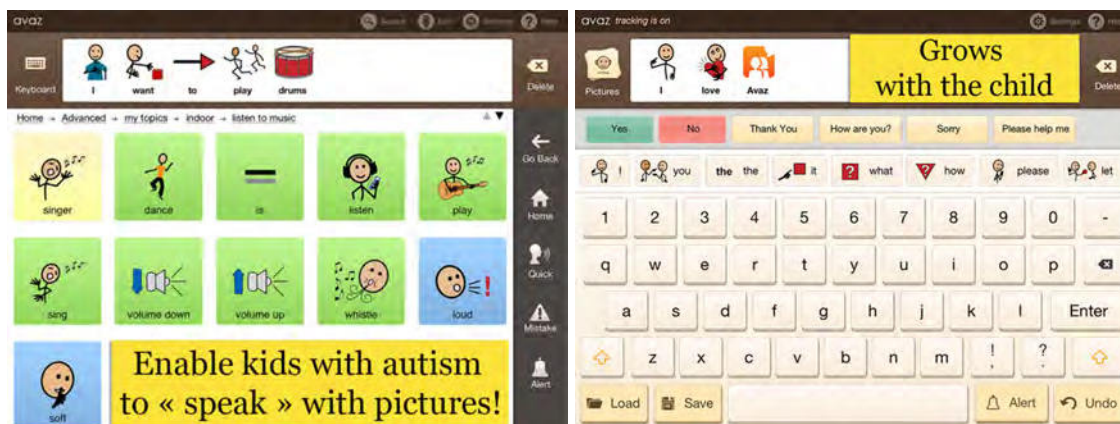 avaz
Search
Settings
Help
Keyboard
I want to play drums
Delete
Home → Advanced → my topics → indoor → listen to music
singer dance is listen play
sing volume down volume up whistle loud
soft
Go Back
Home
Quick
Mistake
Alert
Enable kids with autism
to « speak » with pictures!
avaz tracking is on
Settings
Pictures
I love Avaz
Grows
with the child
Delete
Yes No Thank You How are you? Sorry Please help me
I you the the it ? what ? how please let
1 2 3 4 5 6 7 8 9 0 -
q w e r t y u i o p
a s d f g h j k l Enter
z x c v b n m ! , ? .
Load Save Alert Undo